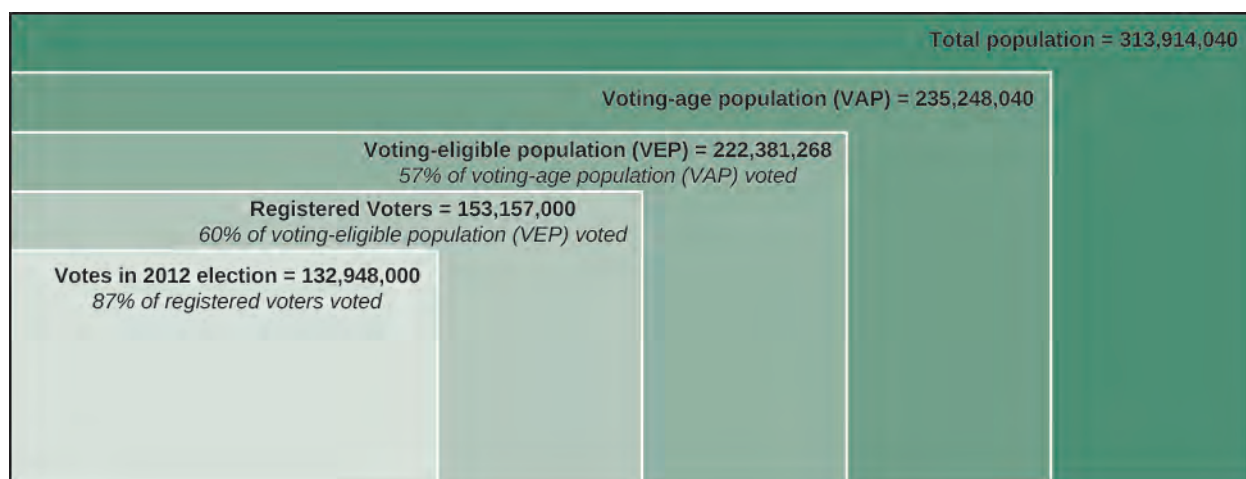 Total population = 313,914,040
Voting-age population (VAP) = 235,248,040
Voting-eligible population (VEP) = 222,381,268
57% of voting-age population (VAP) voted
Registered Voters = 153,157,000
60% of voting-eligible population (VEP) voted
Votes in 2012 election = 132,948,000
87% of registered voters voted